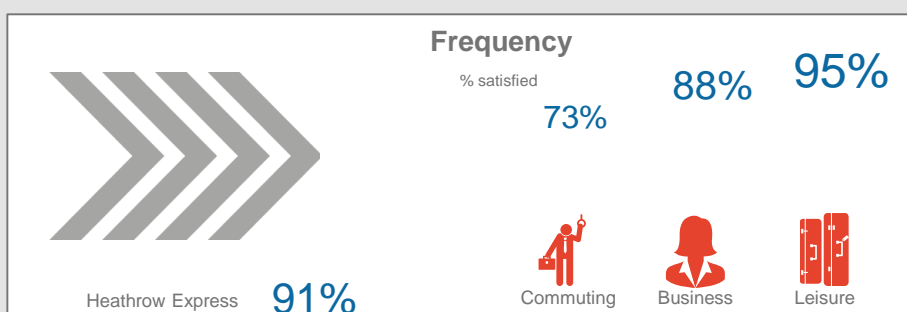 Frequency
% satisfied
73%
88%
95%
Commuting
Business
Leisure
Heathrow Express 91%